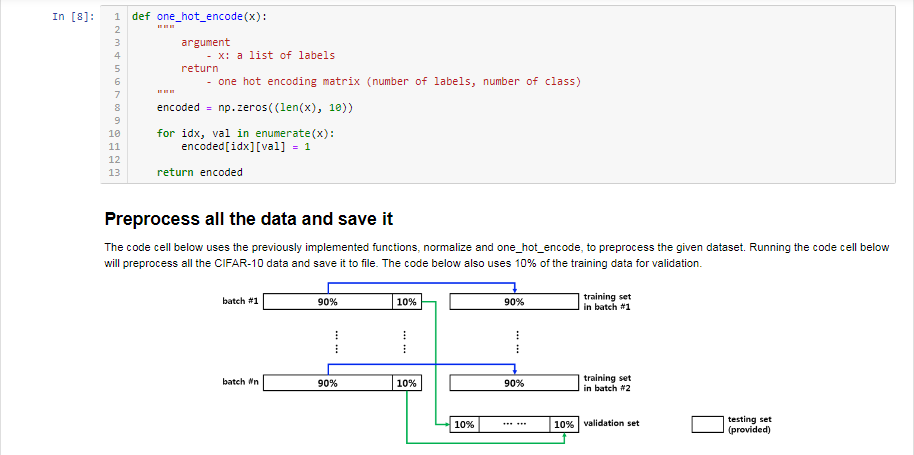 In [8]:
1 def one_hot_encode(x):
2 """
3 argument
4 - x: a list of labels
5 return
6 - one hot encoding matrix (number of labels, number of class)
7 """
8 encoded = np.zeros((len(x), 10))
9
10 for idx, val in enumerate(x):
11 encoded[idx][val] = 1
12
13 return encoded
Preprocess all the data and save it
The code cell below uses the previously implemented functions, normalize and one_hot_encode, to preprocess the given dataset. Running the code cell below
will preprocess all the CIFAR-10 data and save it to file. The code below also uses 10% of the training data for validation.
batch #1 90% 10% 90% training set
in batch #1
batch #n 90% 10% 90% training set
in batch #2
10% ... ... 10% validation set
testing set
(provided)